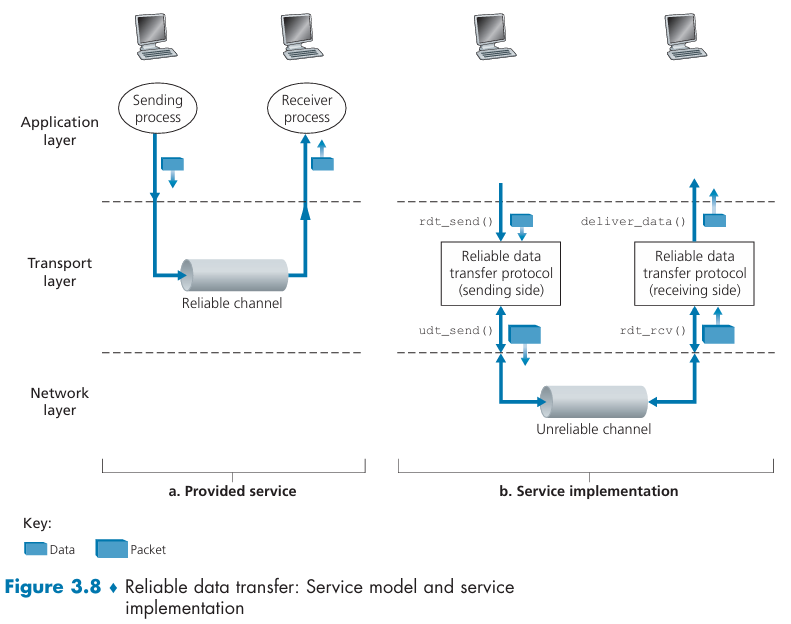 Sending
process
Receiver
process
Application
layer
rdt_send()
deliver_data()
Transport
layer
Reliable channel
Reliable data
transfer protocol
(sending side)
Reliable data
transfer protocol
(receiving side)
udt_send()
rdt_rcv()
Network
layer
Unreliable channel
a. Provided service
b. Service implementation
Key:
Data
Packet
Figure 3.8 ♦ Reliable data transfer: Service model and service
implementation